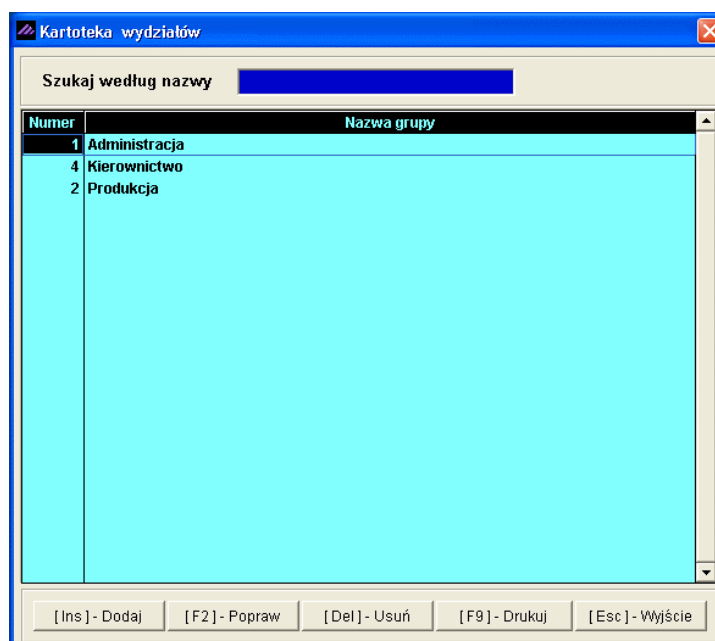 Kartoteka wydziałów
Szukaj według nazwy
Numer Nazwa grupy
1 Administracja
4 Kierownictwo
2 Produkcja
[Ins]- Dodaj [F2]- Popraw [Del]- Usuń [F9]- Drukuj [Esc]- Wyjście